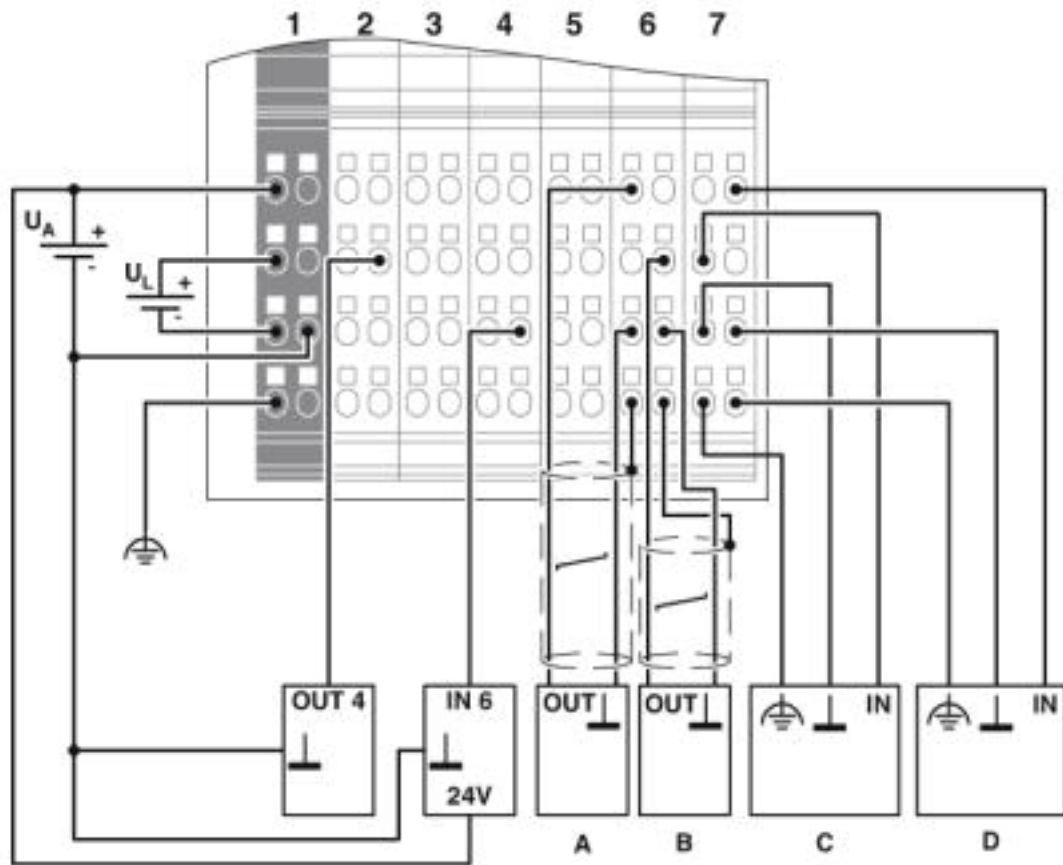 1 2 3 4 5 6 7
U_A + -
U_L + -
OUT 4
IN 6
24V
OUT
OUT
IN
IN
A B C D